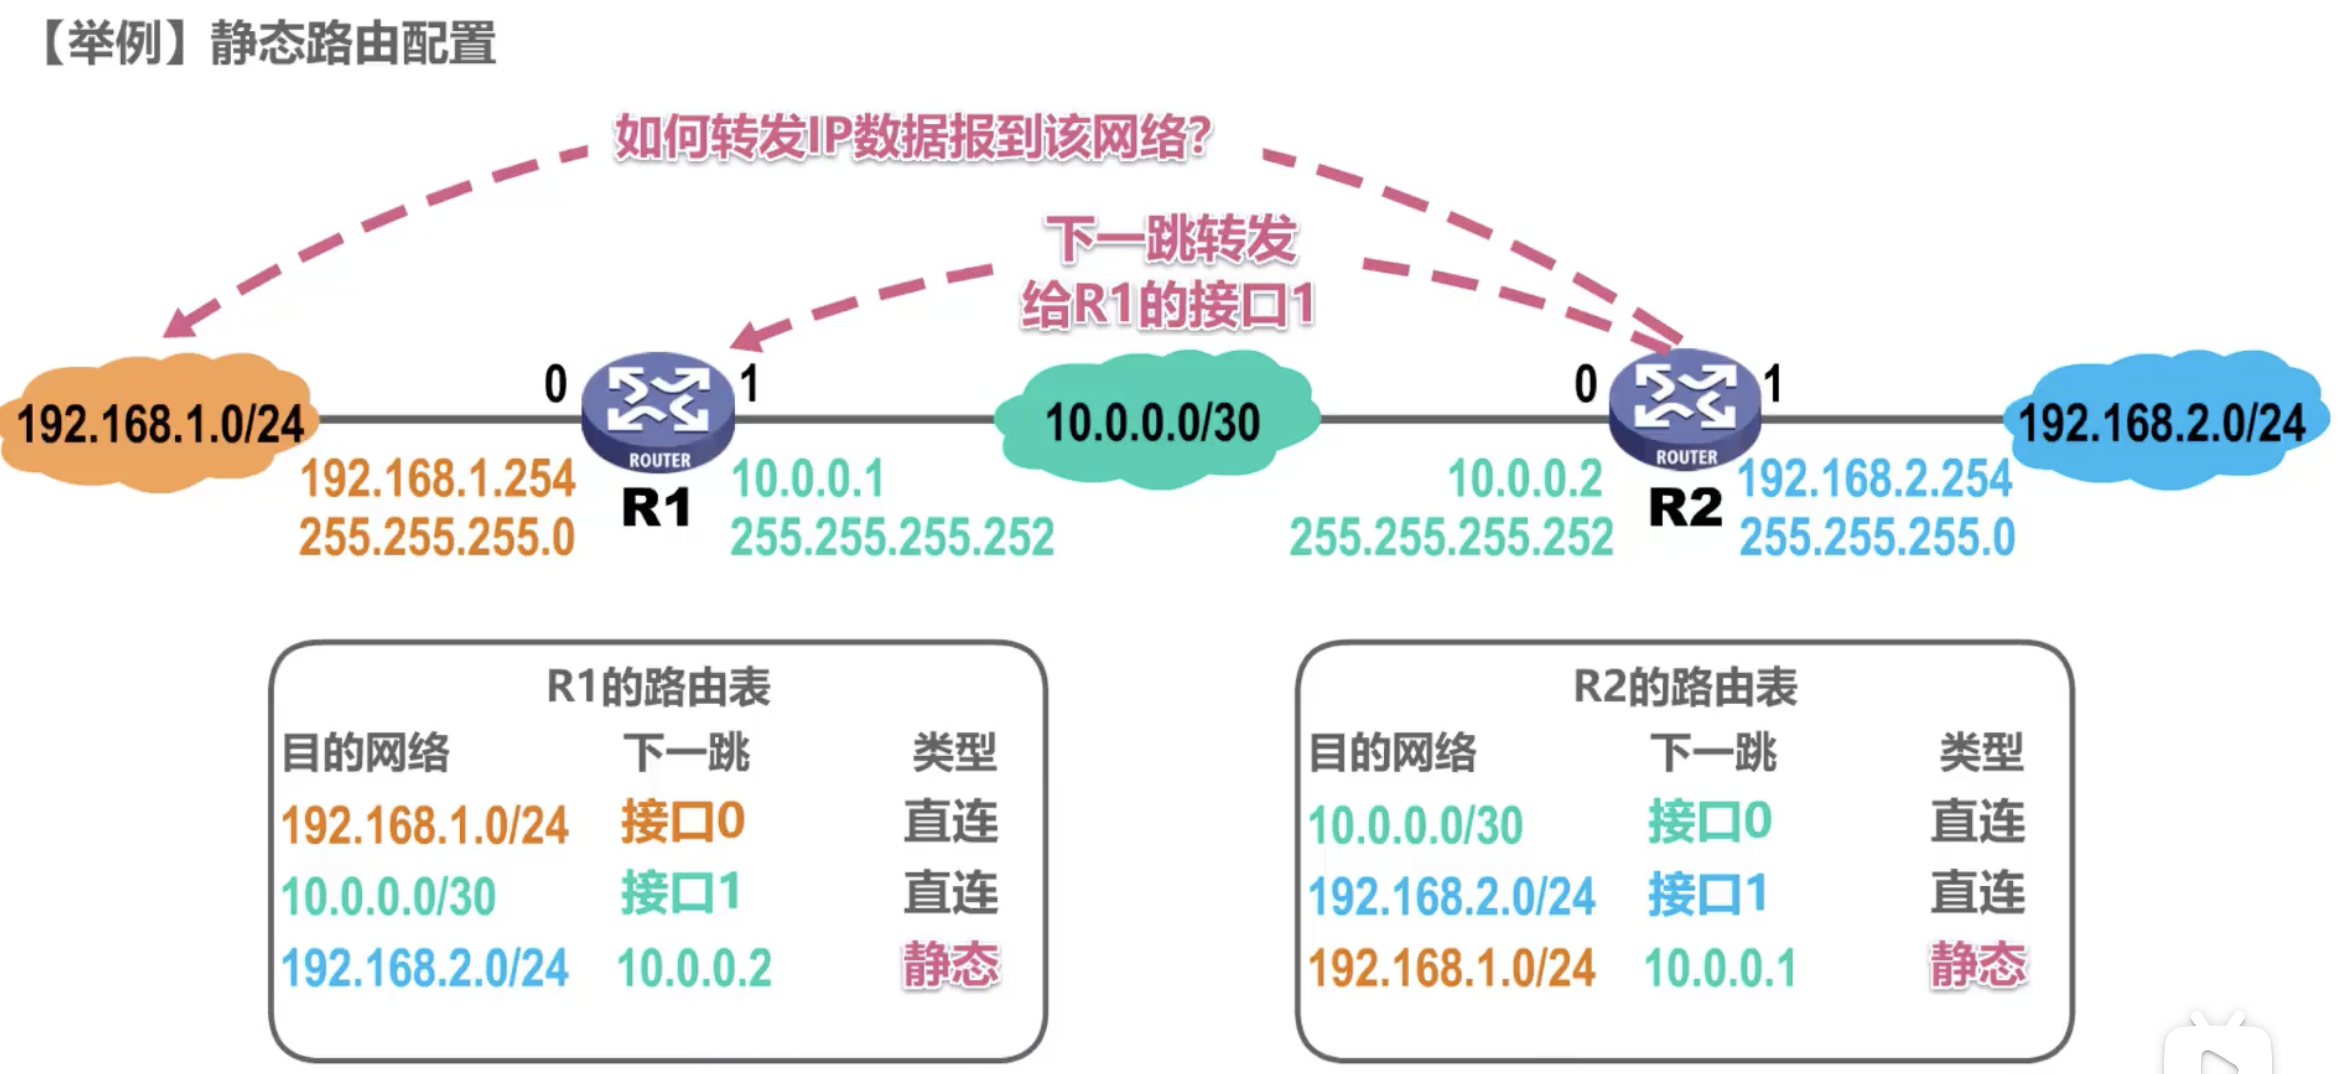 【举例】静态路由配置
如何转发IP数据报到该网络?
下一跳转发
给R1的接口1
0
1
0
1
192.168.1.0/24
10.0.0.0/30
192.168.2.0/24
ROUTER
ROUTER
192.168.1.254
255.255.255.0
R1
10.0.0.1
255.255.255.252
10.0.0.2
255.255.255.252
R2
192.168.2.254
255.255.255.0
R1的路由表
目的网络 下一跳 类型
192.168.1.0/24 接口0 直连
10.0.0.0/30 接口1 直连
192.168.2.0/24 10.0.0.2 静态
R2的路由表
目的网络 下一跳 类型
10.0.0.0/30 接口0 直连
192.168.2.0/24 接口1 直连
192.168.1.0/24 10.0.0.1 静态